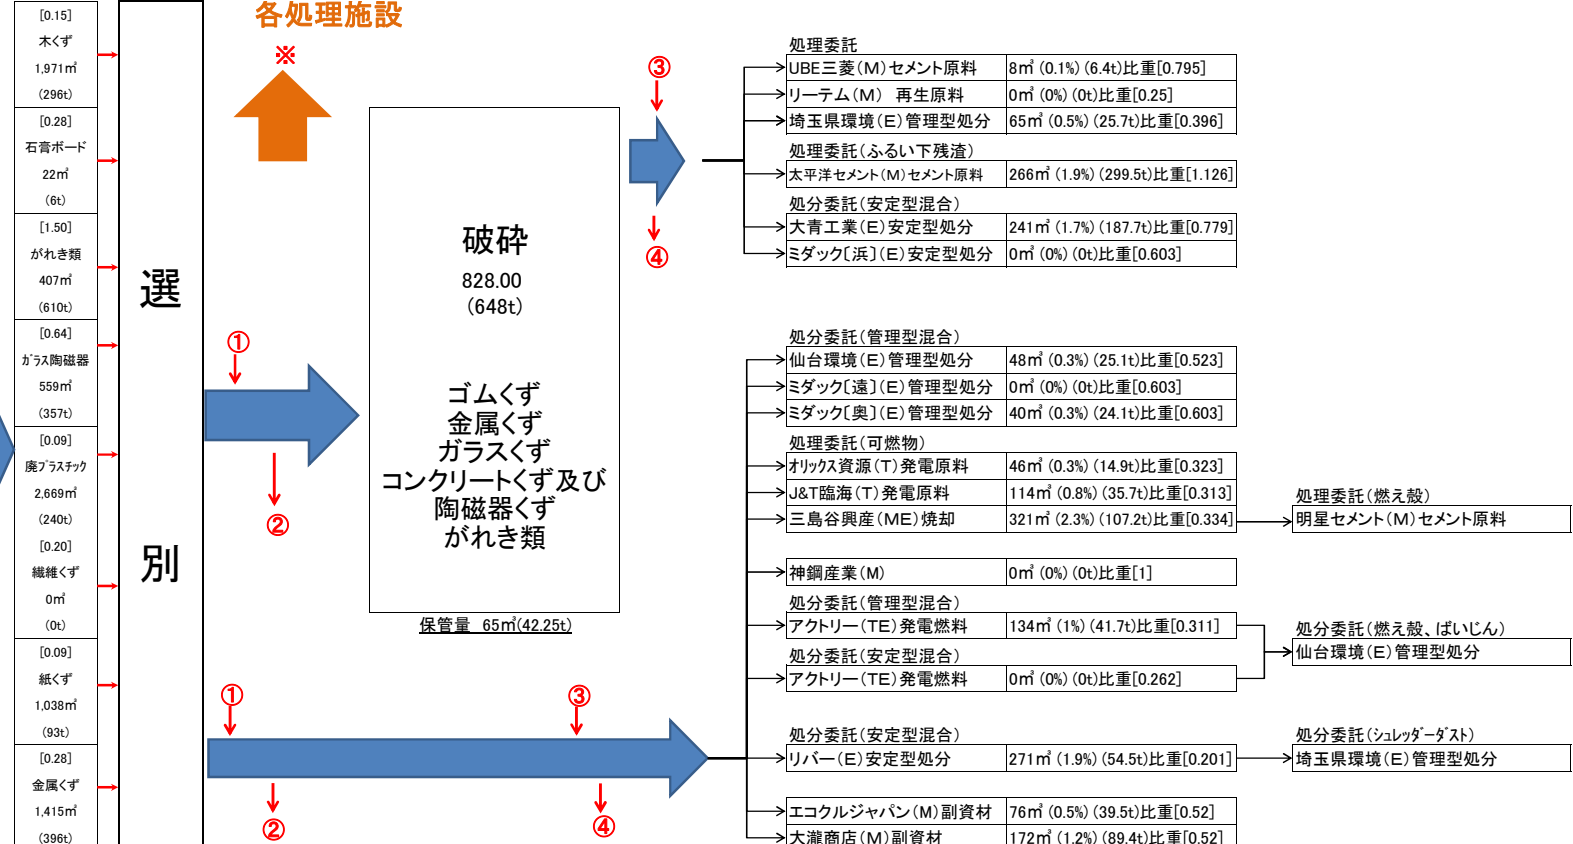 [0.15]
木くず
1,971㎥
(296t)
[0.28]
石膏ボード
22㎥
(6t)
[1.50]
がれき類
407㎥
(610t)
[0.64]
ガラス陶磁器
559㎥
(357t)
[0.09]
廃プラスチック
2,669㎥
(240t)
[0.20]
繊維くず
0㎥
(0t)
[0.09]
紙くず
1,038㎥
(93t)
[0.28]
金属くず
1,415㎥
(396t)
選
別
各処理施設
※
①
②
破砕
828.00
(648t)
ゴムくず
金属くず
ガラスくず
コンクリートくず及び
陶磁器くず
がれき類
保管量 65㎥(42.25t)
③
④
①
②
③
④
処理委託
UBE三菱(M)セメント原料 8㎥(0.1%)(6.4t)比重[0.795]
リーテム(M) 再生原料 0㎥(0%)(0t)比重[0.25]
埼玉県環境(E)管理型処分 65㎥(0.5%)(25.7t)比重[0.396]
処理委託(ふるい下残渣)
太平洋セメント(M)セメント原料 266㎥(1.9%)(299.5t)比重[1.126]
処分委託(安定型混合)
大青工業(E)安定型処分 241㎥(1.7%)(187.7t)比重[0.779]
ミダック〔浜〕(E)安定型処分 0㎥(0%)(0t)比重[0.603]
処分委託(管理型混合)
仙台環境(E)管理型処分 48㎥(0.3%)(25.1t)比重[0.523]
ミダック〔遠〕(E)管理型処分 0㎥(0%)(0t)比重[0.603]
ミダック〔奥〕(E)管理型処分 40㎥(0.3%)(24.1t)比重[0.603]
処理委託(可燃物)
オリックス資源(T)発電原料 46㎥(0.3%)(14.9t)比重[0.323]
J&T臨海(T)発電原料 114㎥(0.8%)(35.7t)比重[0.313]
三島谷興産(ME)焼却 321㎥(2.3%)(107.2t)比重[0.334]
処理委託(燃え殻)
明星セメント(M)セメント原料
神鋼産業(M) 0㎥(0%)(0t)比重[1]
処分委託(管理型混合)
アクトリー(TE)発電燃料 134㎥(1%)(41.7t)比重[0.311]
処分委託(安定型混合)
アクトリー(TE)発電燃料 0㎥(0%)(0t)比重[0.262]
処分委託(燃え殻、ばいじん)
仙台環境(E)管理型処分
処分委託(安定型混合)
リバー(E)安定型処分 271㎥(1.9%)(54.5t)比重[0.201]
処分委託(シュレッダーダスト)
埼玉県環境(E)管理型処分
エコクルジャパン(M)副資材 76㎥(0.5%)(39.5t)比重[0.52]
大瀧商店(M)副資材 172㎥(1.2%)(89.4t)比重[0.52]